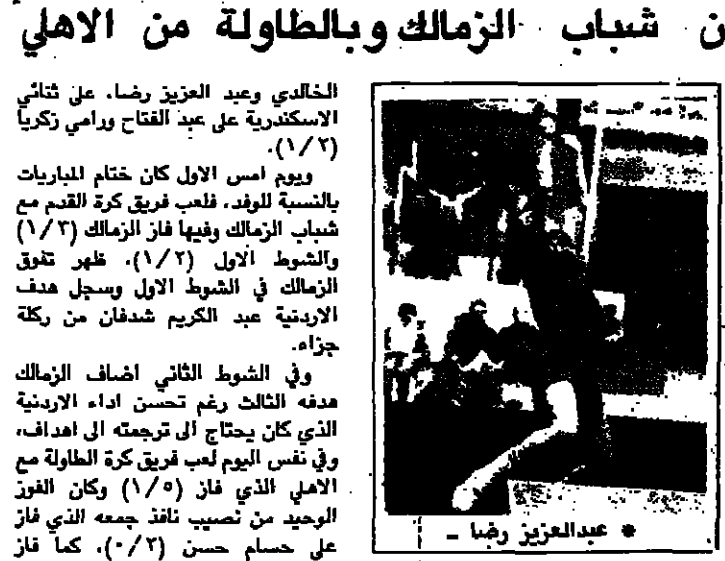 ن شباب الزمالك وبالطاولة من الاهلي
الخالدي وعبد العزيز رضا، على ثنائي
الاسكندرية على عبد الفتاح ورامي زكريا
(١/٢).
ويوم امس الاول كان ختام المباريات
بالنسبة للوفد، فلعب فريق كرة القدم مع
شباب الزمالك وفيها فاز الزمالك (١/٣)
والشوط الاول (١/٢). ظهر تفوق
الزمالك في الشوط الاول وسجل هدف
الاردنية عبد الكريم شدفان من ركلة
جزاء.
وفي الشوط الثاني اضاف الزمالك
هدفه الثالث رغم تحسن اداء الاردنية
الذي كان يحتاج الى ترجمته الى اهداف،
وفي نفس اليوم لعب فريق كرة الطاولة مع
الاهلي الذي فاز (١/٥) وكان الفوز
الوحيد من نصيب نافذ جمعه الذي فاز
على حسام حسن (٠/٢). كما فاز
* عبدالعزيز رضا -